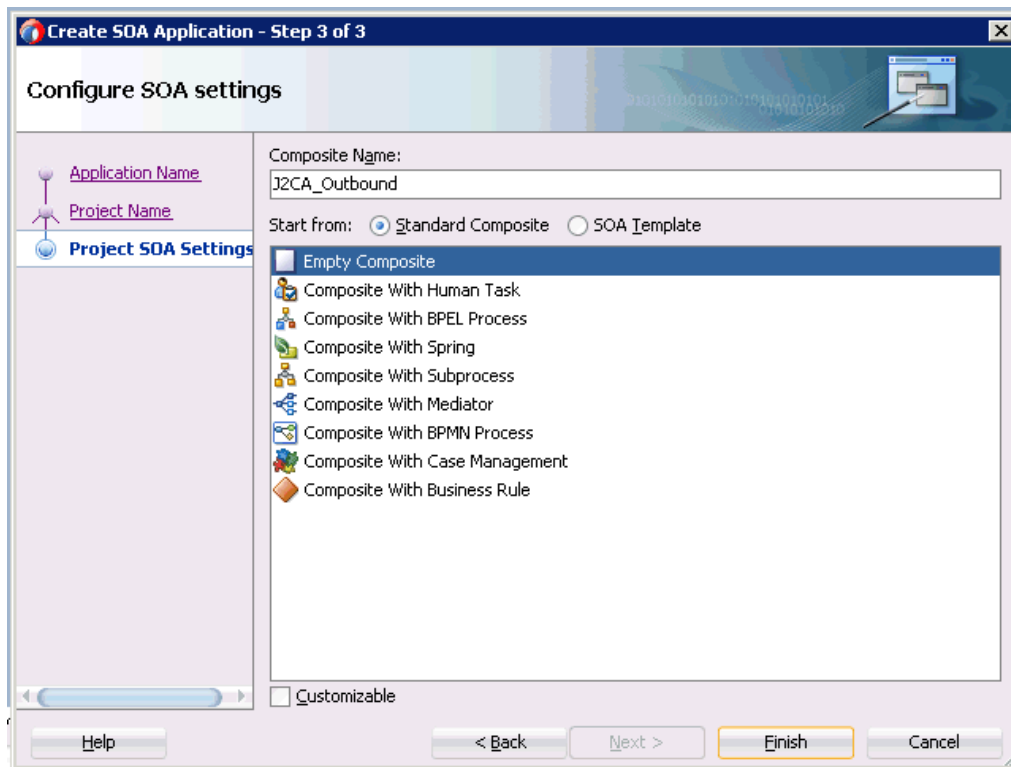 Create SOA Application - Step 3 of 3
Configure SOA settings
Application Name
Project Name
Project SOA Settings
Composite Name:
J2CA_Outbound
Start from: Standard Composite SOA Template
Empty Composite
Composite With Human Task
Composite With BPEL Process
Composite With Spring
Composite With Subprocess
Composite With Mediator
Composite With BPMN Process
Composite With Case Management
Composite With Business Rule
Customizable
Help < Back Next > Finish Cancel